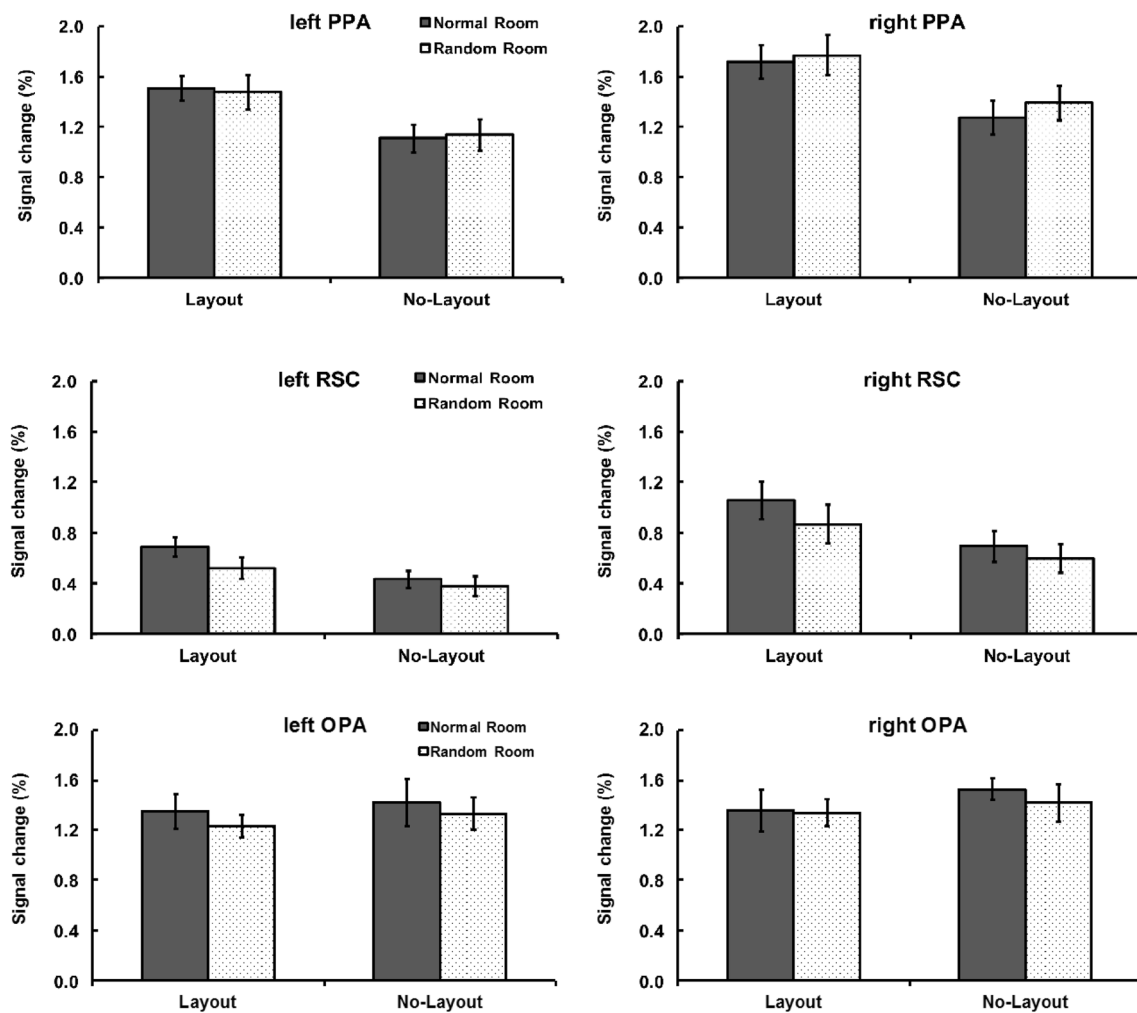 left PPA
Normal Room
Random Room
Signal change (%)
2.0
1.6
1.2
0.8
0.4
0.0
Layout
No-Layout
right PPA
Signal change (%)
2.0
1.6
1.2
0.8
0.4
0.0
Layout
No-Layout
left RSC
Normal Room
Random Room
Signal change (%)
2.0
1.6
1.2
0.8
0.4
0.0
Layout
No-Layout
right RSC
Signal change (%)
2.0
1.6
1.2
0.8
0.4
0.0
Layout
No-Layout
left OPA
Normal Room
Random Room
Signal change (%)
2.0
1.6
1.2
0.8
0.4
0.0
Layout
No-Layout
right OPA
Signal change (%)
2.0
1.6
1.2
0.8
0.4
0.0
Layout
No-Layout